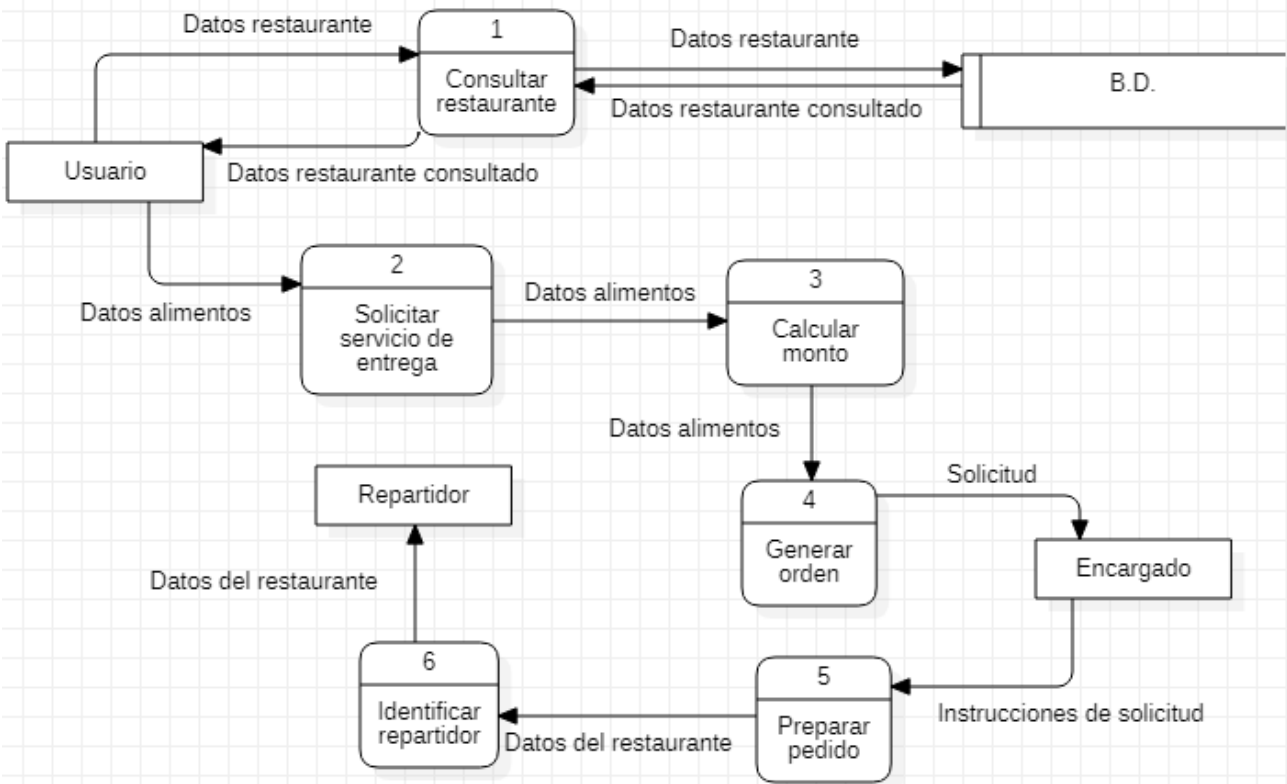 Datos restaurante
1
Consultar
restaurante
Datos restaurante
B.D.
Datos restaurante consultado
Usuario
Datos restaurante consultado
2
Solicitar
servicio de
entrega
Datos alimentos
Datos alimentos
3
Calcular
monto
Datos alimentos
Repartidor
4
Generar
orden
Solicitud
Encargado
Datos del restaurante
6
Identificar
repartidor
Datos del restaurante
5
Preparar
pedido
Instrucciones de solicitud